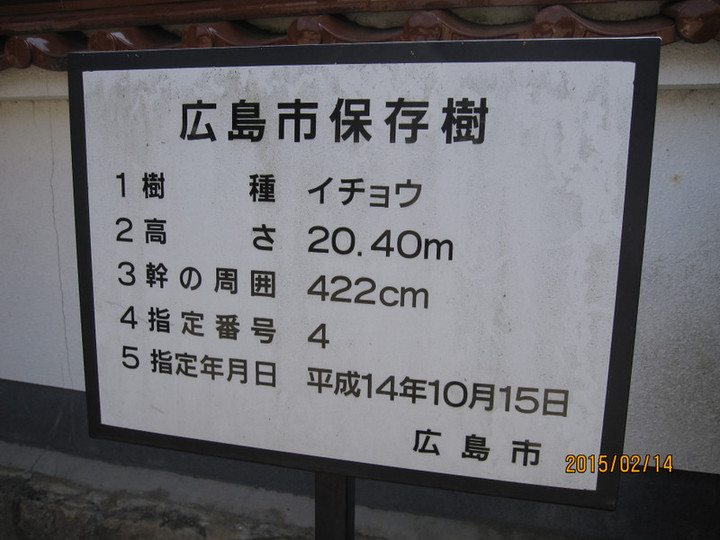 広島市保存樹
1 樹種 イチョウ
2 高さ 20.40m
3 幹の周囲 422cm
4 指定番号 4
5 指定年月日 平成14年10月15日
広島市
2015/02/14